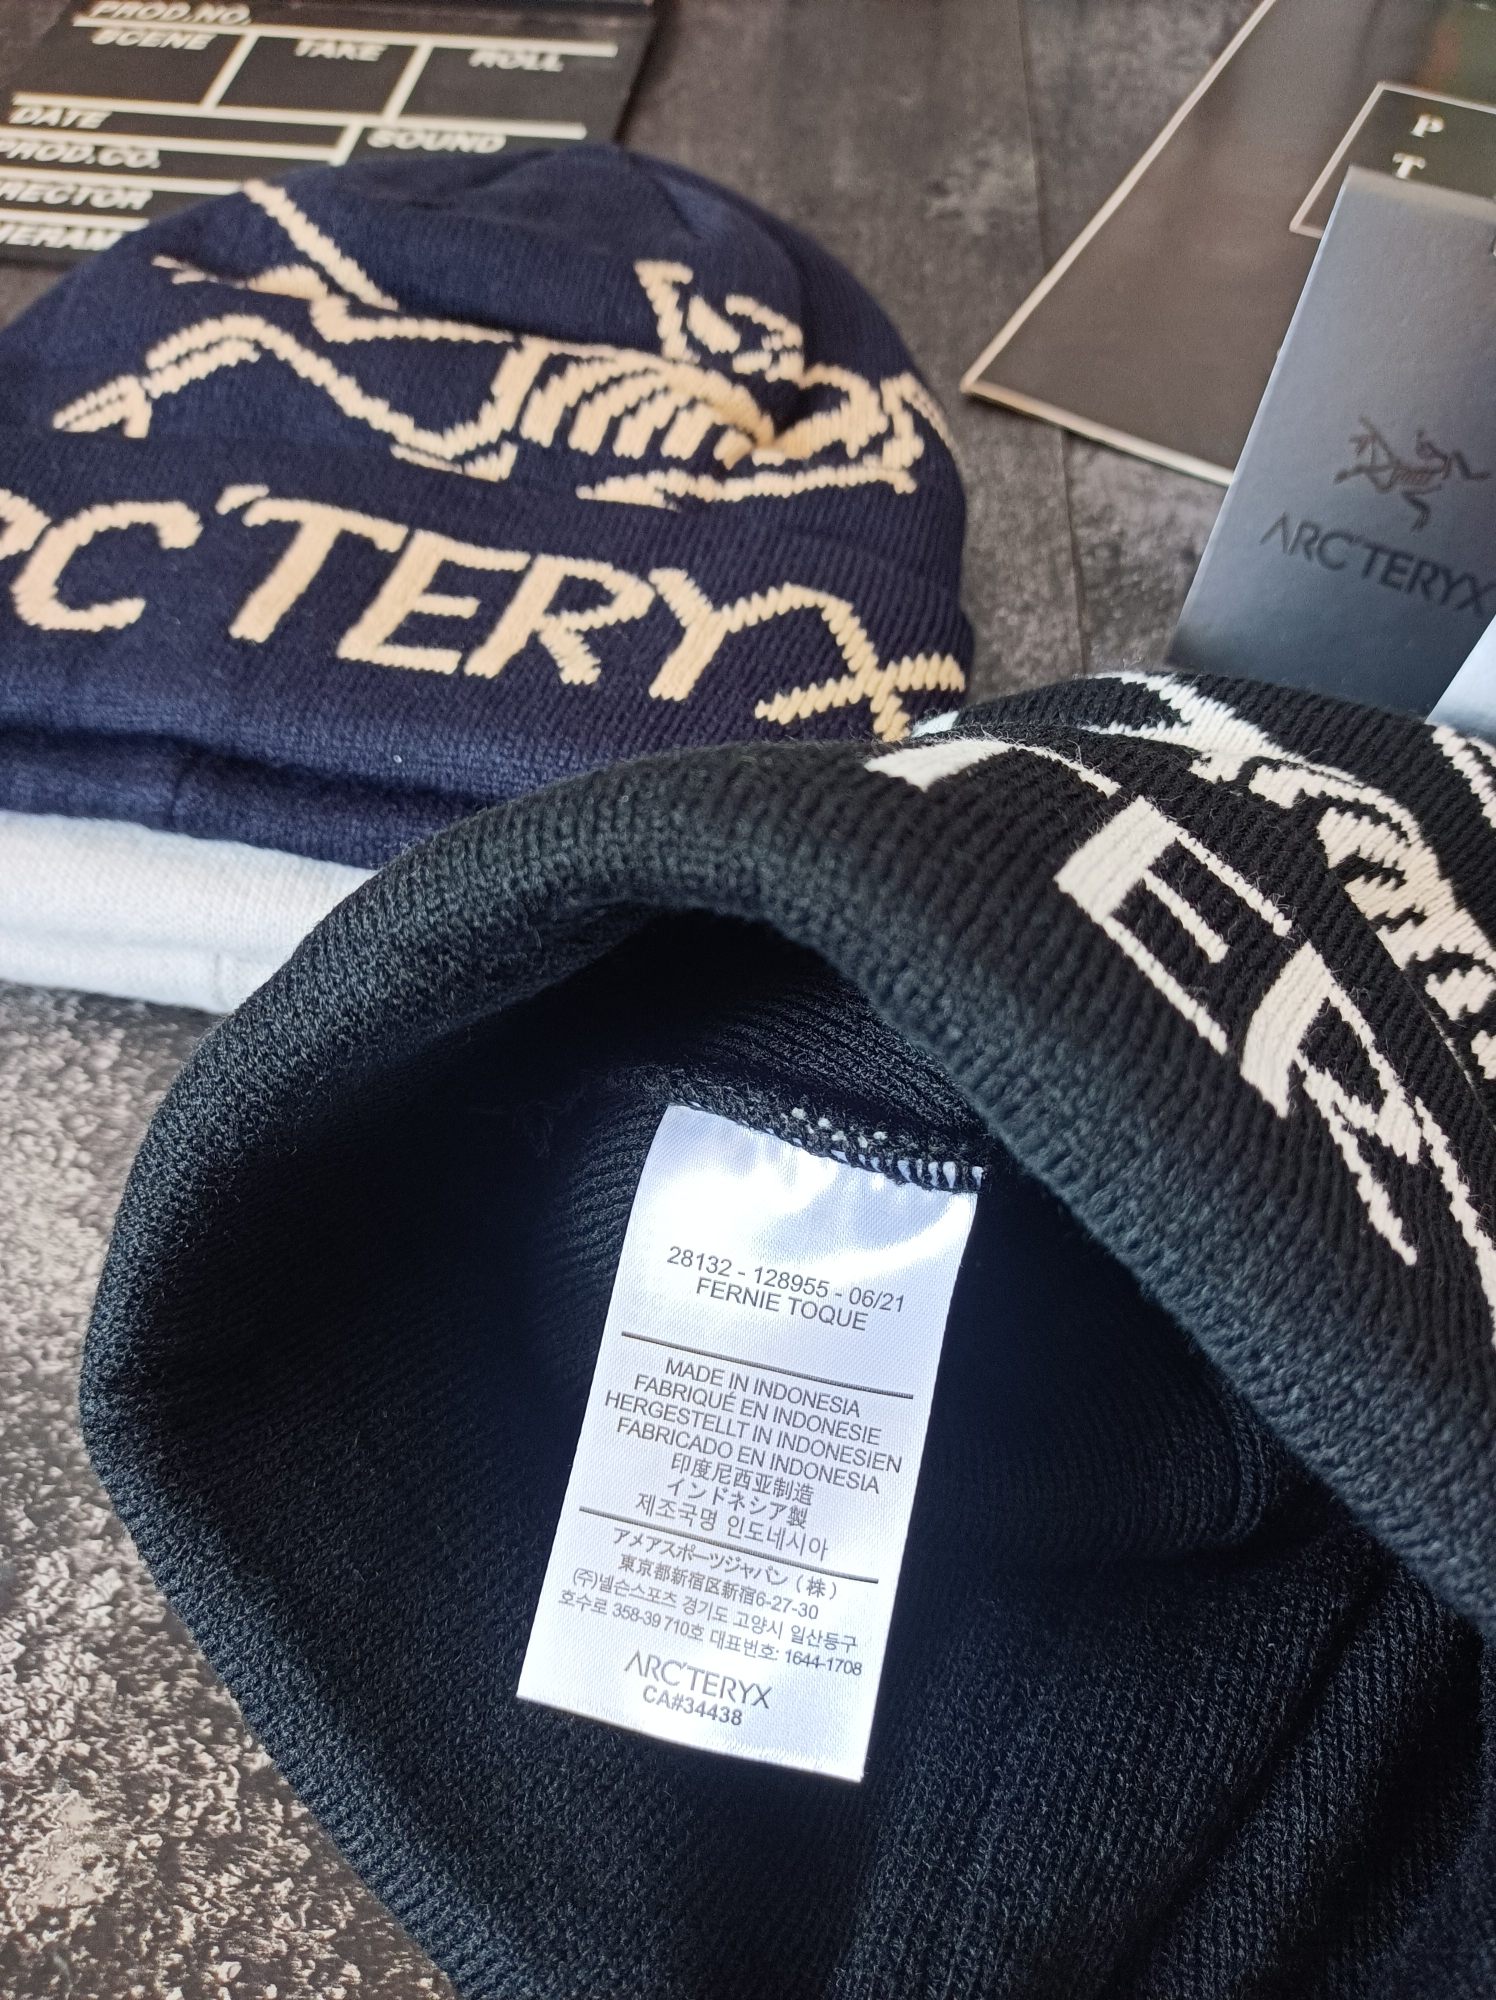 PROD.NO.
SCENE
TAKE
ROLL
DATE
SOUND
PROD.CO.
RECTOR
MERAM
P
T
ARC'TERYX
RC'TERYX
TER
28132 - 128955 - 06/21
FERNIE TOQUE
MADE IN INDONESIA
FABRIQUÉ EN INDONESIE
HERGESTELLT IN INDONESIEN
FABRICADO EN INDONESIA
印度尼西亚制造
インドネシア製
제조국명 인도네시아
アメアスポーツジャパン（株）
東京都新宿区新宿6-27-30
(주)넬슨스포츠 경기도 고양시 일산동구
호수로 358-39 710호 대표번호: 1644-1708
ARC'TERYX
CA#34438